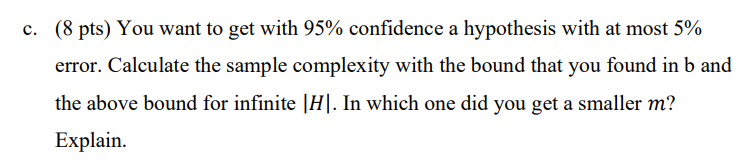 c. (8 pts) You want to get with 95% confidence a hypothesis with at most 5%
error. Calculate the sample complexity with the bound that you found in b and
the above bound for infinite |H|. In which one did you get a smaller m?
Explain.